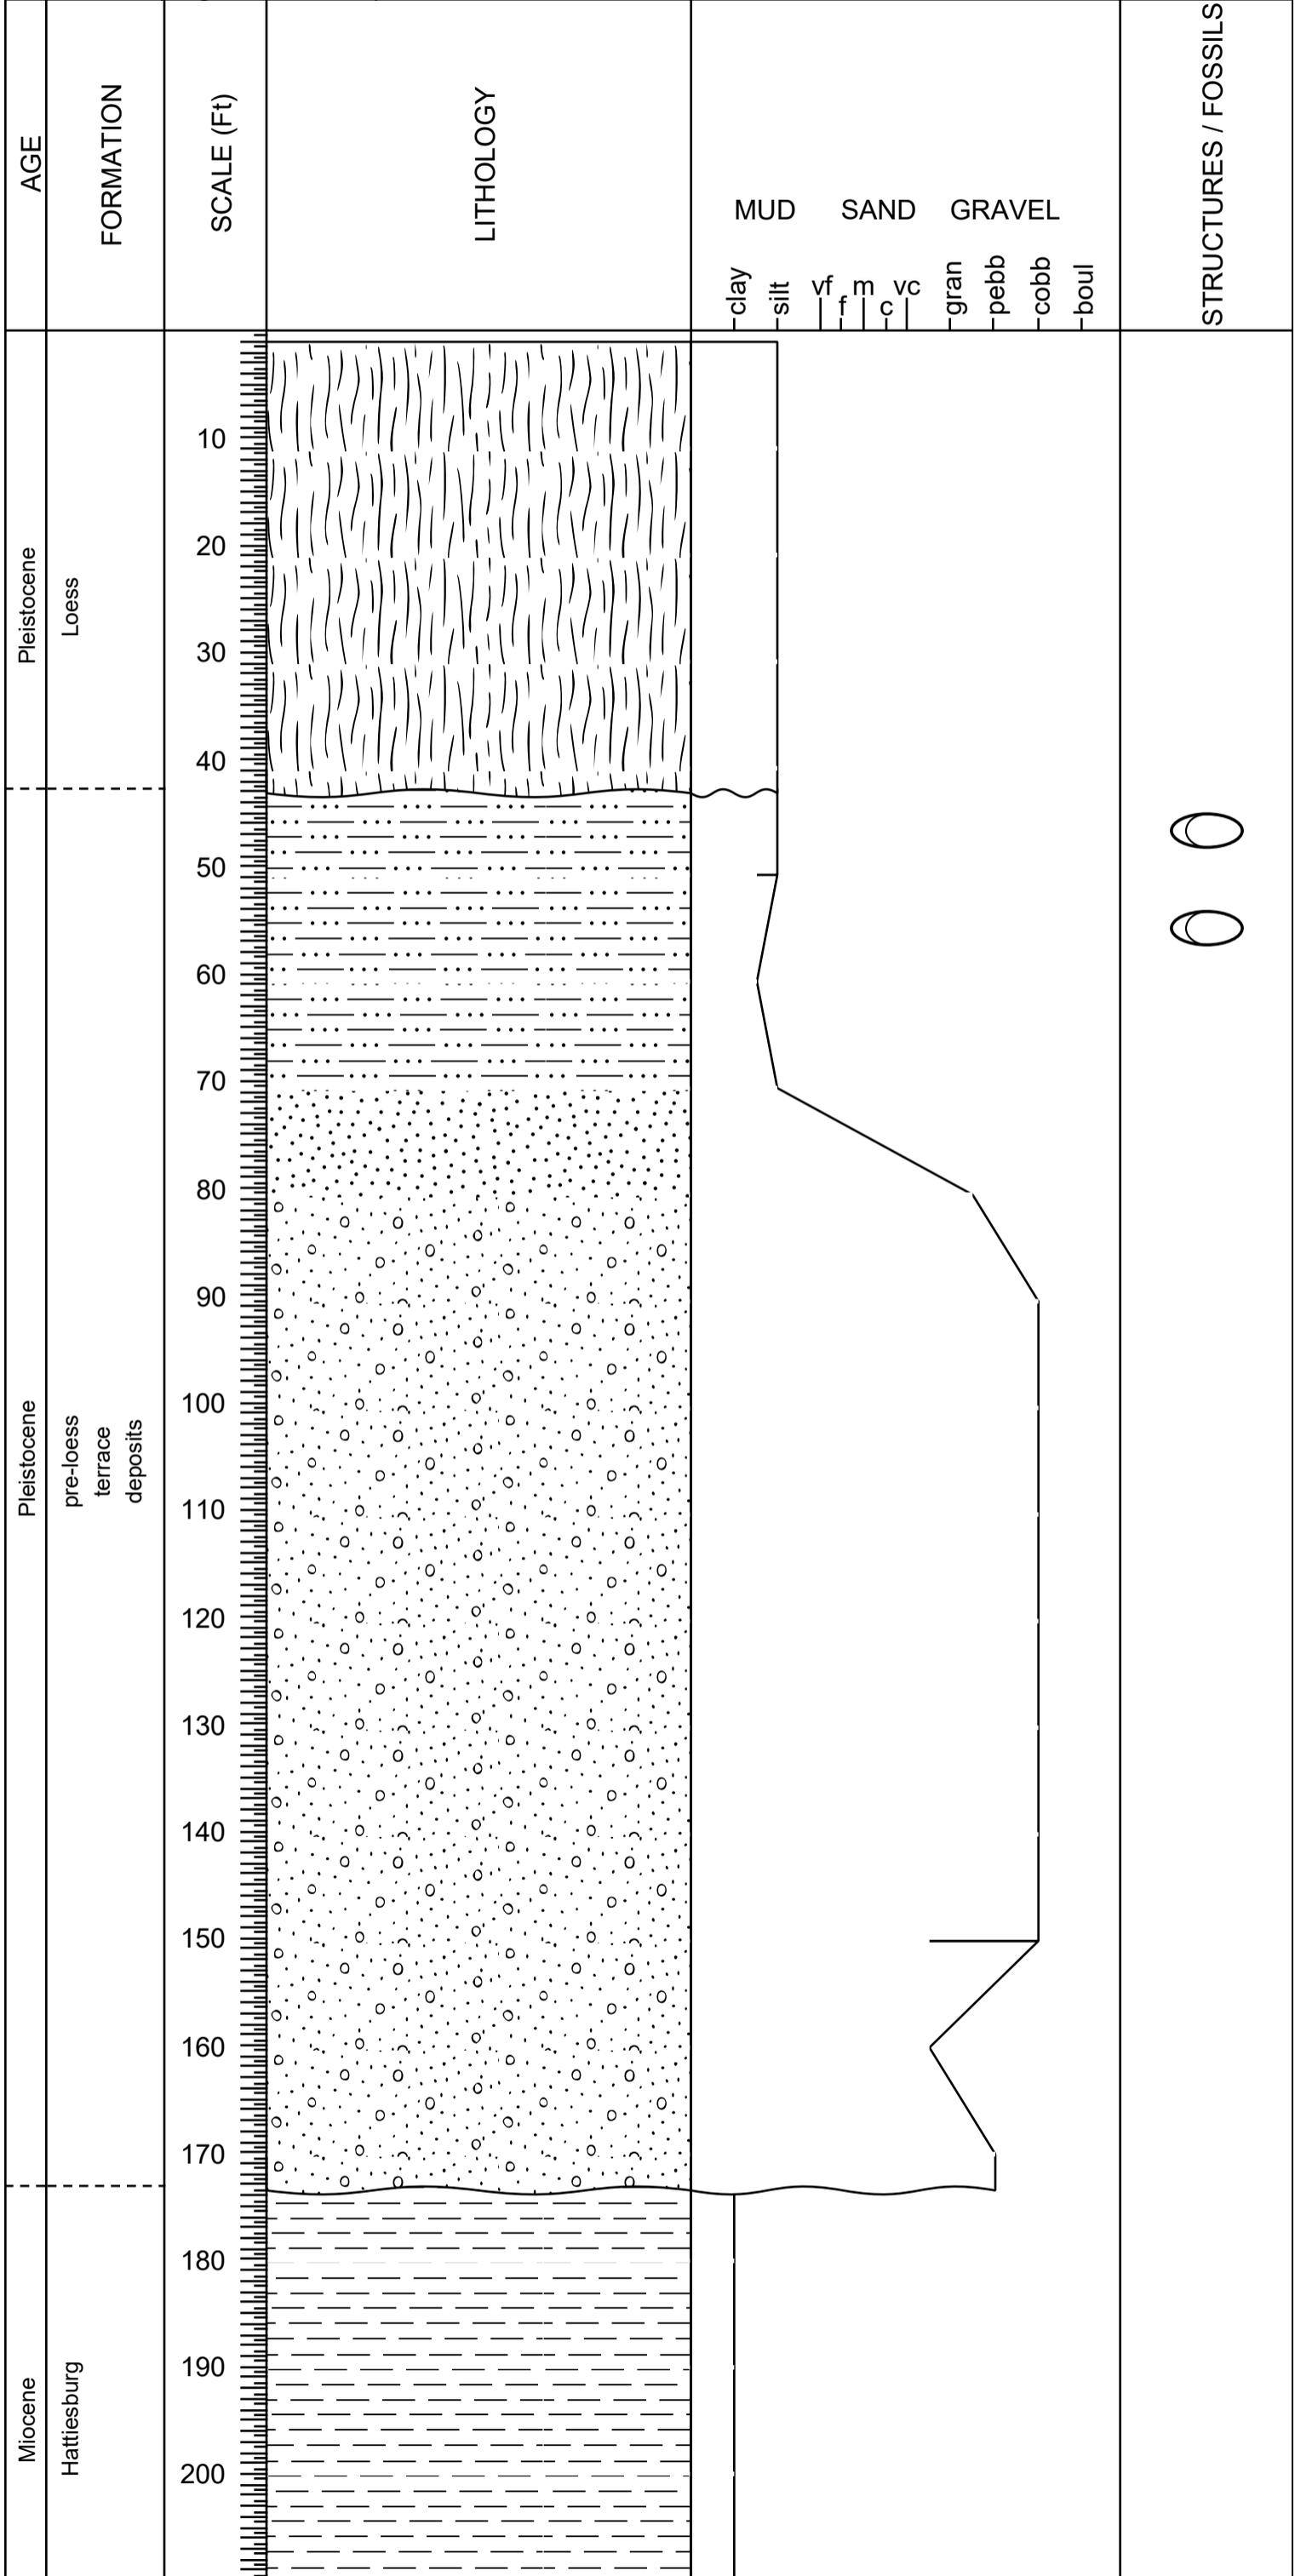 AGE
FORMATION
SCALE (Ft)
LITHOLOGY
MUD SAND GRAVEL
clay silt vf f m c vc gran pebb cobb boul
STRUCTURES / FOSSILS
10
20
Pleistocene
Loess
30
40
50
60
70
80
90
100
Pleistocene
pre-loess
terrace
deposits
110
120
130
140
150
160
170
180
190
Miocene
Hattiesburg
200